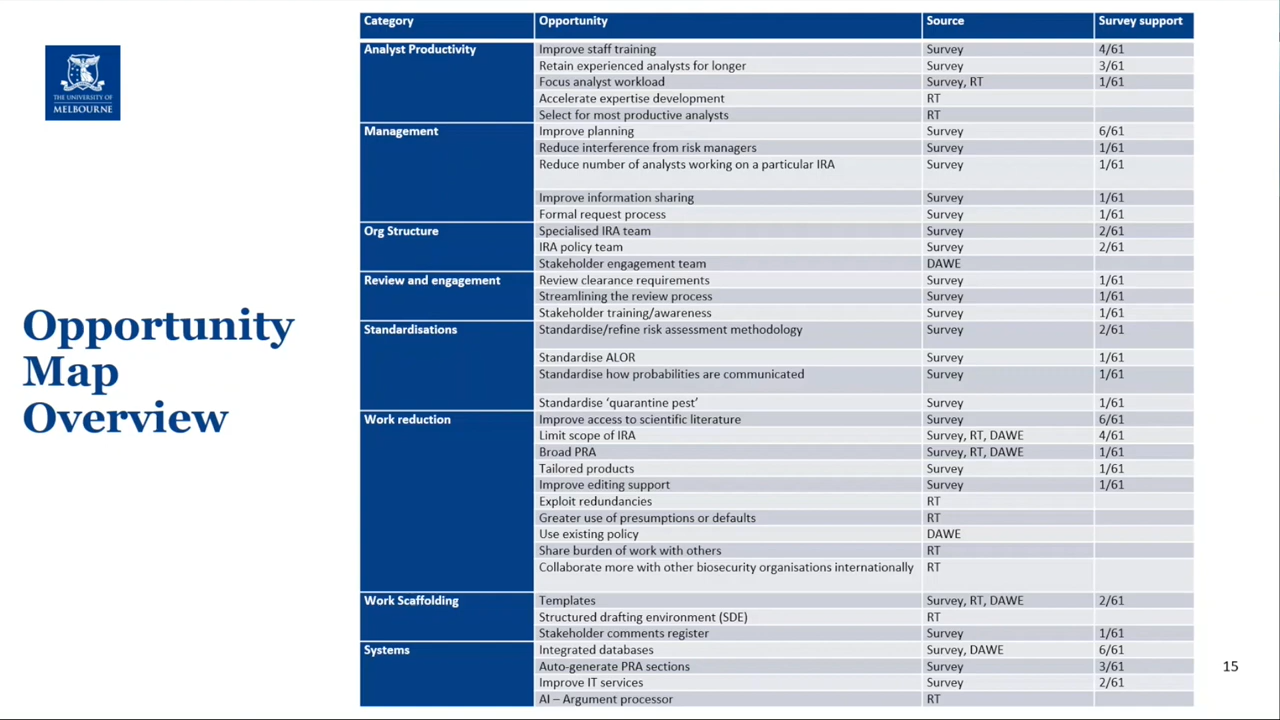 THE UNIVERSITY OF
MELBOURNE
Opportunity
Map
Overview
Category Opportunity Source Survey support
Analyst Productivity Improve staff training Survey 4/61
Retain experienced analysts for longer Survey 3/61
Focus analyst workload Survey, RT 1/61
Accelerate expertise development RT
Select for most productive analysts RT
Management Improve planning Survey 6/61
Reduce interference from risk managers Survey 1/61
Reduce number of analysts working on a particular IRA Survey 1/61
Improve information sharing Survey 1/61
Formal request process Survey 1/61
Org Structure Specialised IRA team Survey 2/61
IRA policy team Survey 2/61
Stakeholder engagement team DAWE
Review and engagement Review clearance requirements Survey 1/61
Streamlining the review process Survey 1/61
Stakeholder training/awareness Survey 1/61
Standardisations Standardise/refine risk assessment methodology Survey 2/61
Standardise ALOR Survey 1/61
Standardise how probabilities are communicated Survey 1/61
Standardise ‘quarantine pest’ Survey 1/61
Work reduction Improve access to scientific literature Survey 6/61
Limit scope of IRA Survey, RT, DAWE 4/61
Broad PRA Survey, RT, DAWE 1/61
Tailored products Survey 1/61
Improve editing support Survey 1/61
Exploit redundancies RT
Greater use of presumptions or defaults RT
Use existing policy DAWE
Share burden of work with others RT
Collaborate more with other biosecurity organisations internationally RT
Work Scaffolding Templates Survey, RT, DAWE 2/61
Structured drafting environment (SDE) RT
Stakeholder comments register Survey 1/61
Systems Integrated databases Survey, DAWE 6/61
Auto-generate PRA sections Survey 3/61
Improve IT services Survey 2/61
AI – Argument processor RT
15